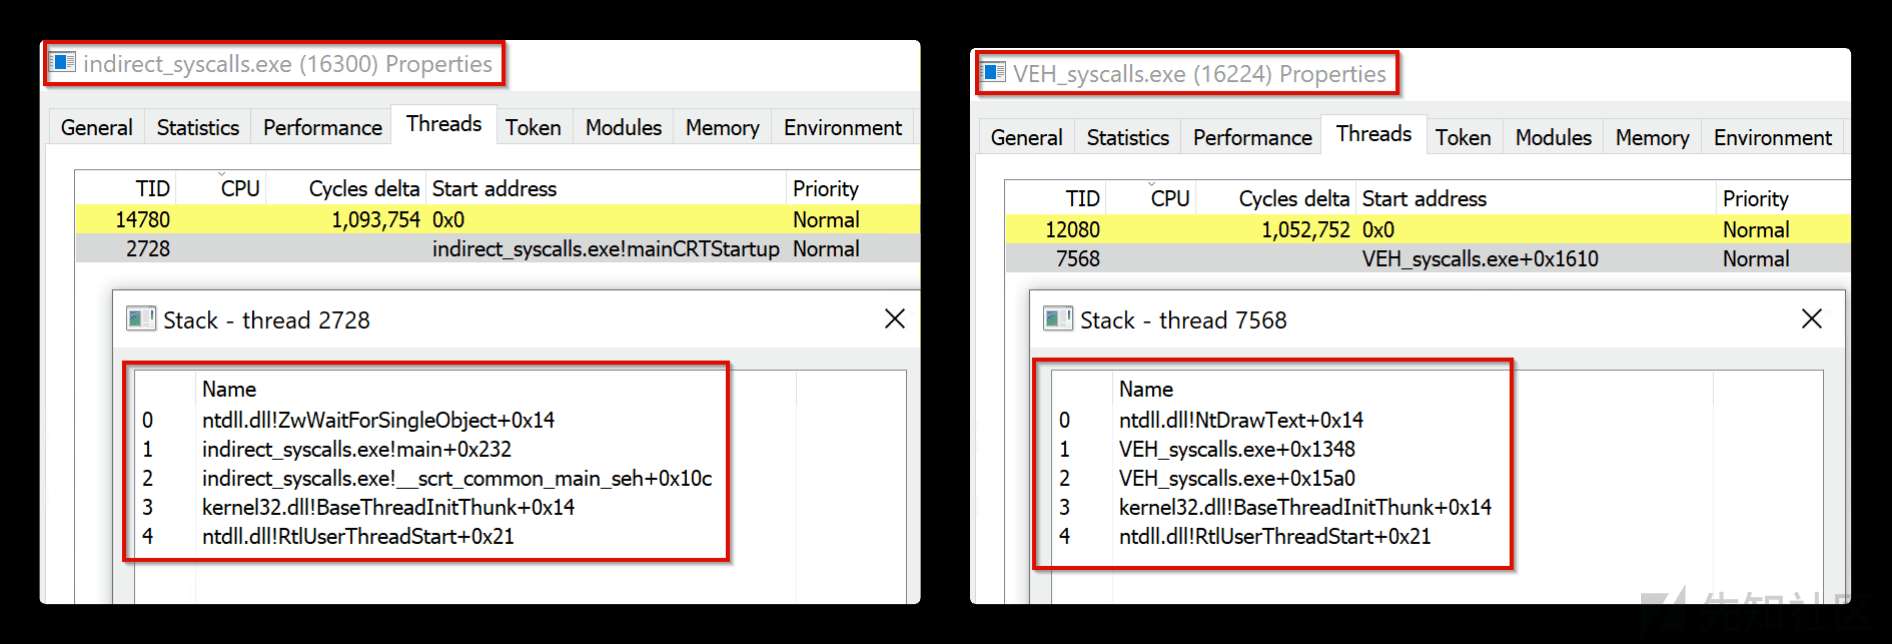 indirect_syscalls.exe (16300) Properties
General Statistics Performance Threads Token Modules Memory Environment
TID CPU Cycles delta Start address Priority
14780 1,093,754 0x0 Normal
2728 indirect_syscalls.exe!mainCRTStartup Normal
Stack - thread 2728
Name
0 ntdll.dll!ZwWaitForSingleObject+0x14
1 indirect_syscalls.exe!main+0x232
2 indirect_syscalls.exe!__scrt_common_main_seh+0x10c
3 kernel32.dll!BaseThreadInitThunk+0x14
4 ntdll.dll!RtlUserThreadStart+0x21
VEH_syscalls.exe (16224) Properties
General Statistics Performance Threads Token Modules Memory Environment
TID CPU Cycles delta Start address Priority
12080 1,052,752 0x0 Normal
7568 VEH_syscalls.exe+0x1610 Normal
Stack - thread 7568
Name
0 ntdll.dll!NtDrawText+0x14
1 VEH_syscalls.exe+0x1348
2 VEH_syscalls.exe+0x15a0
3 kernel32.dll!BaseThreadInitThunk+0x14
4 ntdll.dll!RtlUserThreadStart+0x21
先知社区